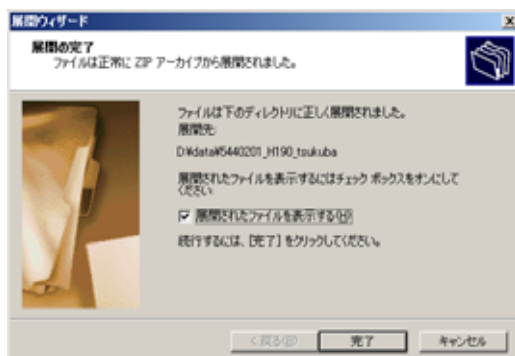 展開ウィザード
展開の完了
ファイルは正常に ZIP アーカイブから展開されました。
ファイルは下のディレクトリに正しく展開されました。
展開先:
D:¥data¥5440201_H190_tsukuba
展開されたファイルを表示するにはチェック ボックスをオンにして
ください:
展開されたファイルを表示する(H)
続行するには、[完了] をクリックしてください。
< 戻る(B)
完了
キャンセル